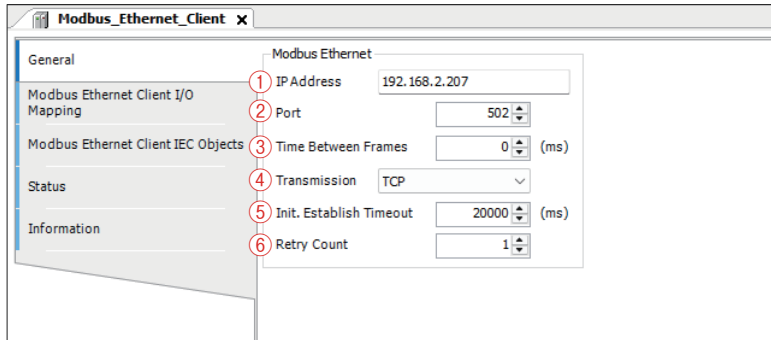 Modbus_Ethernet_Client x
General
Modbus Ethernet Client I/O
Mapping
Modbus Ethernet Client IEC Objects
Status
Information
Modbus Ethernet
① IP Address 192.168.2.207
② Port 502
③ Time Between Frames 0 (ms)
④ Transmission TCP
⑤ Init. Establish Timeout 20000 (ms)
⑥ Retry Count 1